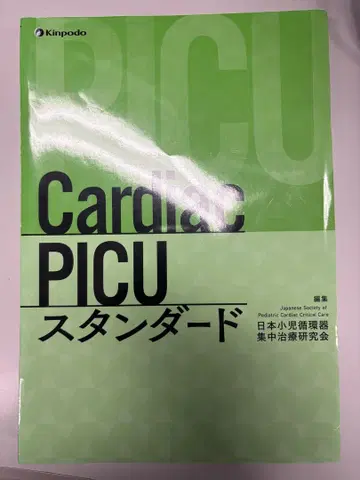 Kinpodo
PICU
Cardiac
PICU
スタンダード
編集
Japanese Society of
Pediatric Cardiac Critical Care
日本小児循環器
集中治療研究会